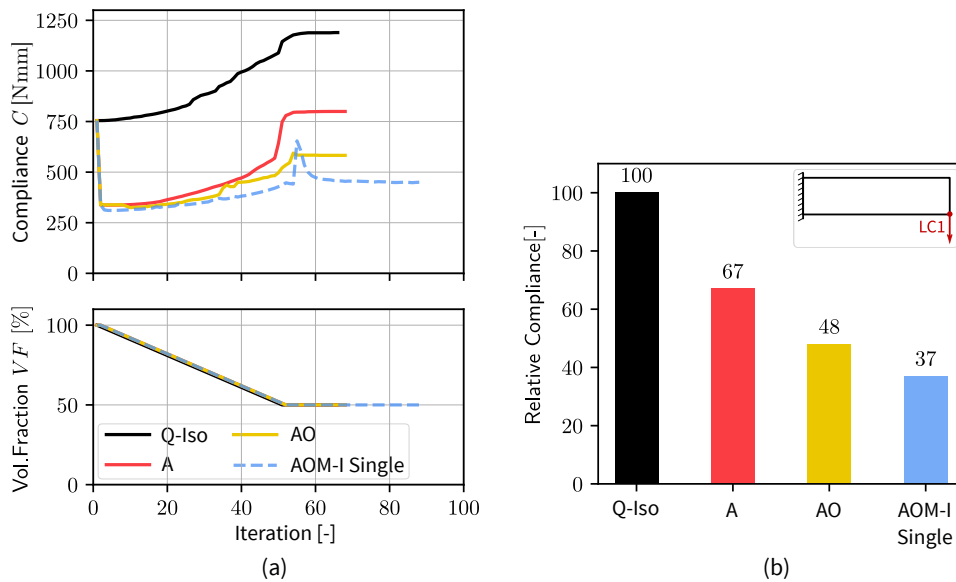 Compliance C [Nmm]
1250
1000
750
500
250
0
Vol.Fraction VF [%]
100
50
0
Q-Iso
A
AO
AOM-I Single
0 20 40 60 80 100
Iteration [-]
(a)
Relative Compliance[-]
100
80
60
40
20
0
100
67
48
37
LC1
Q-Iso
A
AO
AOM-I
Single
(b)